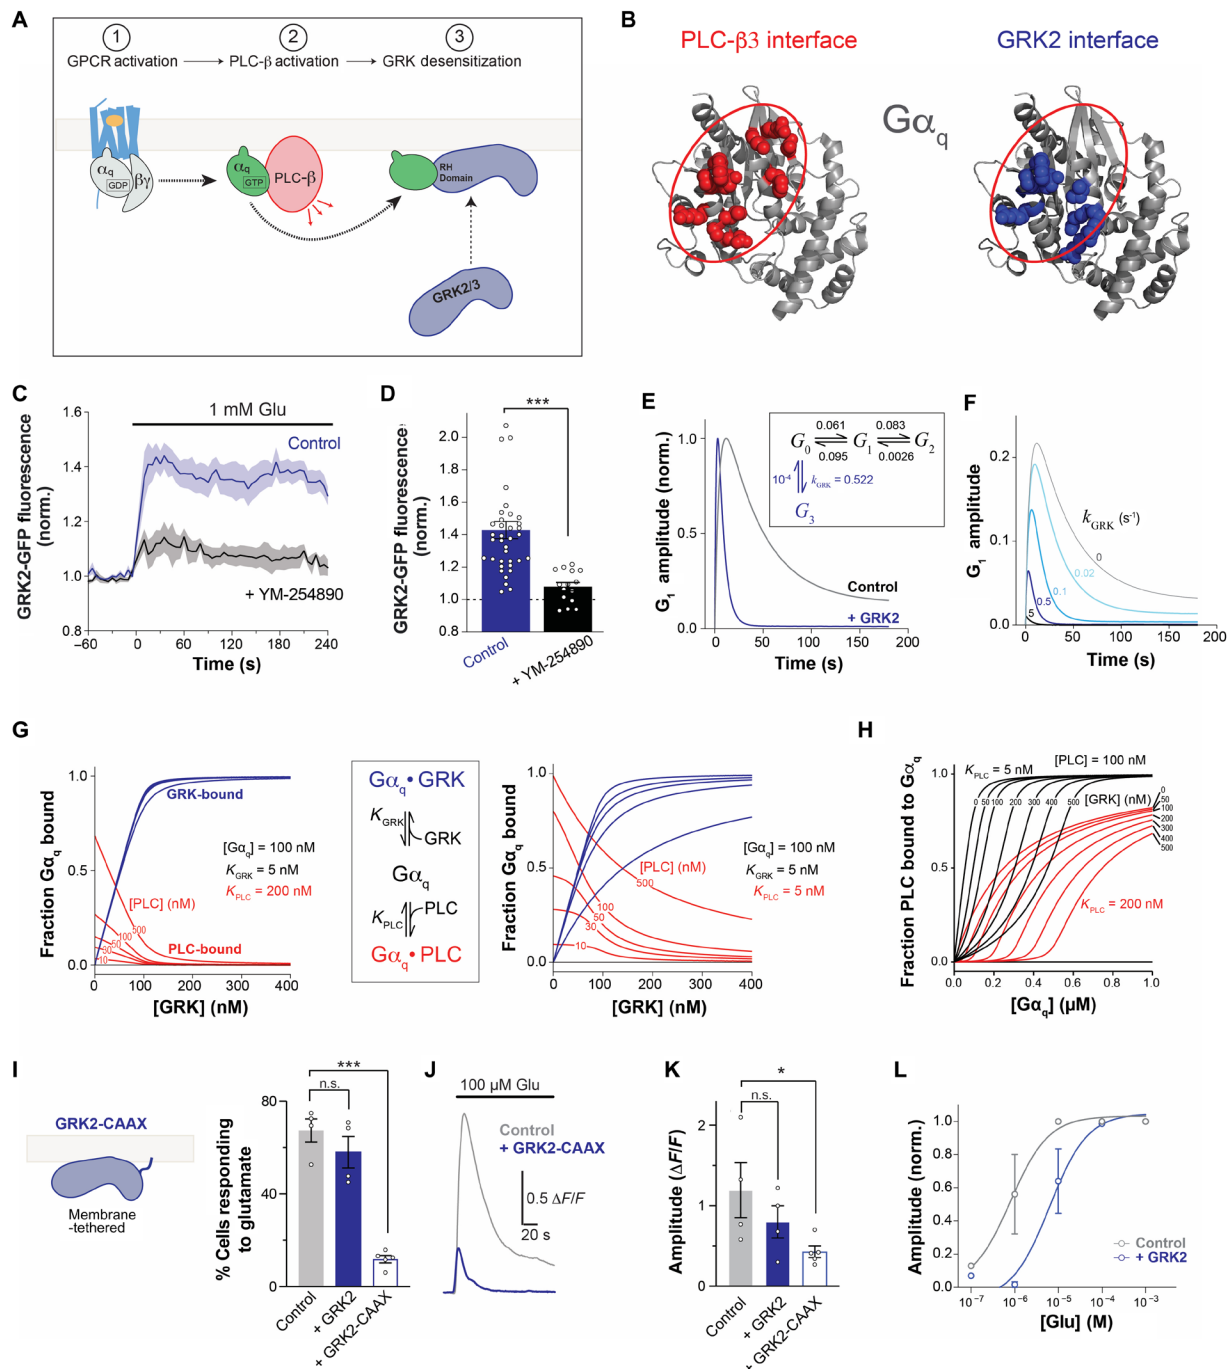 A
1
2
3
GPCR activation
PLC-β activation
GRK desensitization
αq
GDP
βγ
αq
GTP
PLC-β
RH
Domain
GRK2/3
B
PLC-β3 interface
GRK2 interface
Gαq
C
GRK2-GFP fluorescence
(norm.)
1.6
1.4
1.2
1.0
0.8
1 mM Glu
Control
+ YM-254890
−60
0
60
120
180
240
Time (s)
D
GRK2-GFP fluorescence
(norm.)
***
2.0
1.8
1.6
1.4
1.2
1.0
0.8
Control
+ YM-254890
E
G1 amplitude (norm.)
1.0
0.5
0.0
G0
0.061
0.095
G1
0.083
0.0026
G2
10-4
kGRK = 0.522
G3
Control
+ GRK2
0
50
100
150
200
Time (s)
F
G1 amplitude
0.2
0.1
0.0
kGRK (s-1)
0
0.02
0.1
0.5
5
0
50
100
150
200
Time (s)
G
Fraction Gαq bound
1.0
0.5
0.0
GRK-bound
[Gαq] = 100 nM
KGRK = 5 nM
KPLC = 200 nM
[PLC] (nM)
500
100
50
50
10
PLC-bound
0
100
200
300
400
[GRK] (nM)
Gαq•GRK
KGRK
GRK
Gαq
KPLC
PLC
Gαq•PLC
Fraction Gαq bound
1.0
0.5
0.0
[PLC] (nM)
500
100
50
30
10
[Gαq] = 100 nM
KGRK = 5 nM
KPLC = 5 nM
0
100
200
300
400
[GRK] (nM)
H
Fraction PLC bound to Gαq
1.0
0.5
0.0
KPLC = 5 nM
[PLC] = 100 nM
0 50 100 200 300 400 500
[GRK] (nM)
0
50
100
200
300
400
500
KPLC = 200 nM
0.0
0.2
0.4
0.6
0.8
1.0
[Gαq] (µM)
I
GRK2-CAAX
Membrane
-tethered
% Cells responding
to glutamate
80
40
0
***
n.s.
Control
+ GRK2
+ GRK2-CAAX
J
100 µM Glu
Control
+ GRK2-CAAX
0.5 ΔF/F
20 s
K
Amplitude (ΔF/F)
*
n.s.
2
1
0
Control
+ GRK2
+ GRK2-CAAX
L
Amplitude (norm.)
1.0
0.8
0.6
0.4
0.2
0.0
Control
+ GRK2
10−7
10−6
10−5
10−4
10−3
[Glu] (M)